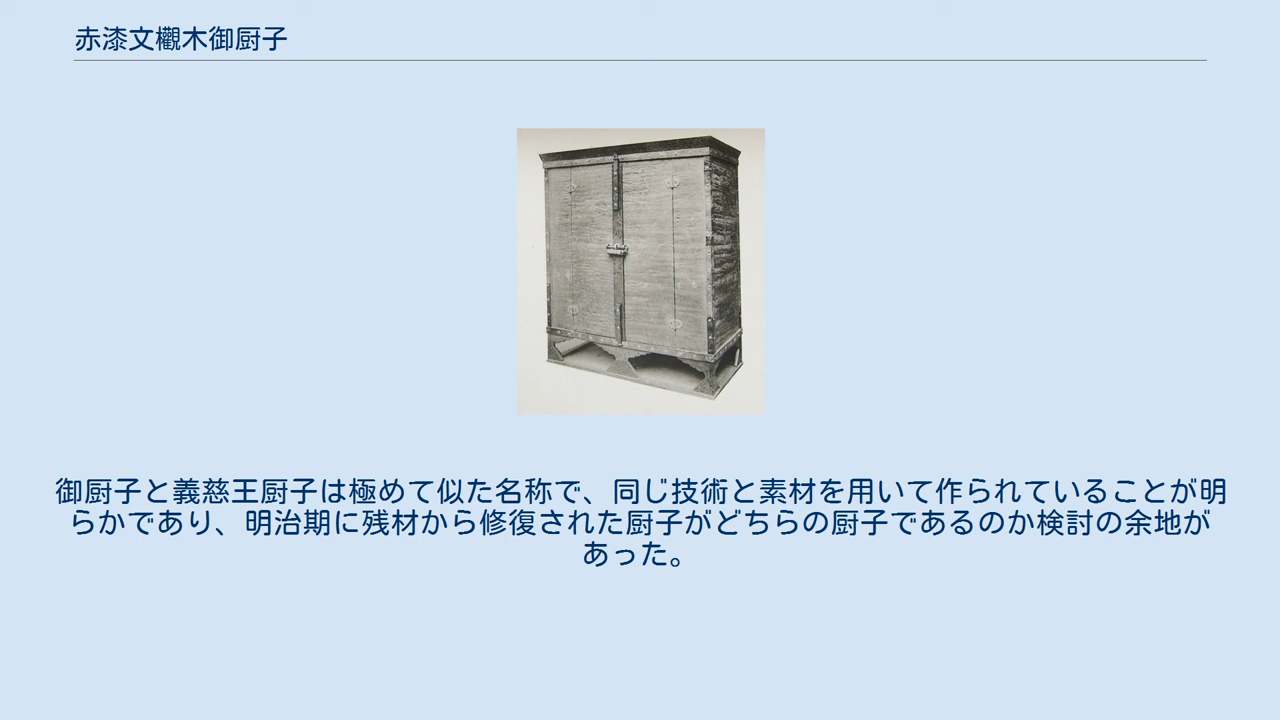 赤漆文欟木御厨子
御厨子と義慈王厨子は極めて似た名称で、同じ技術と素材を用いて作られていることが明
らかであり、明治期に残材から修復された厨子がどちらの厨子であるのか検討の余地が
あった。